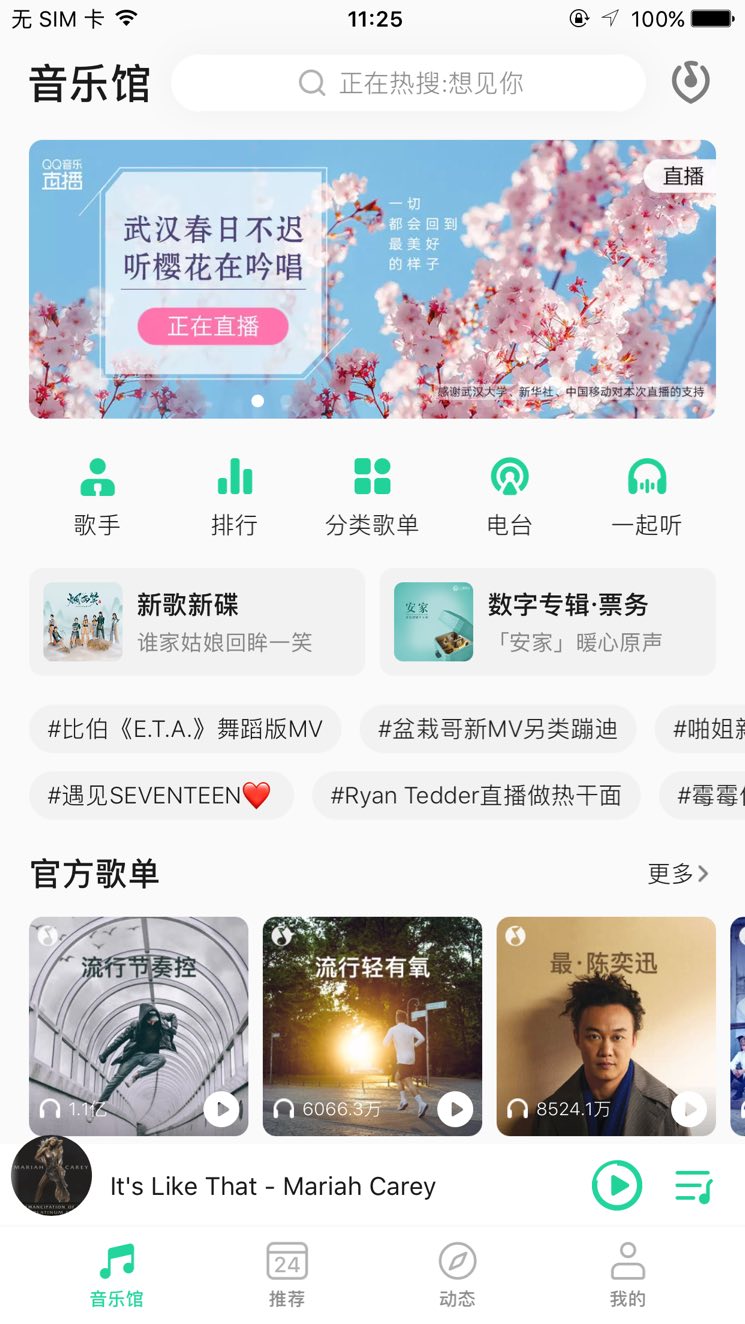 无 SIM 卡
11:25
100%
音乐馆
正在热搜:想见你
QQ音乐
直播
直播
武汉春日不迟
听樱花在吟唱
正在直播
一切
都会回到
最美好
的样子
感谢武汉大学、新华社、中国移动对本次直播的支持
歌手
排行
分类歌单
电台
一起听
新歌新碟
谁家姑娘回眸一笑
安家
数字专辑·票务
「安家」暖心原声
#比伯《E.T.A.》舞蹈版MV
#盆栽哥新MV另类蹦迪
#啪姐
#遇见SEVENTEEN❤️
#Ryan Tedder直播做热干面
#霉霉
官方歌单
更多
流行节奏控
1.1亿
流行轻有氧
6066.3万
最·陈奕迅
8524.1万
MARIAH CAREY
It's Like That - Mariah Carey
音乐馆
24
推荐
动态
我的